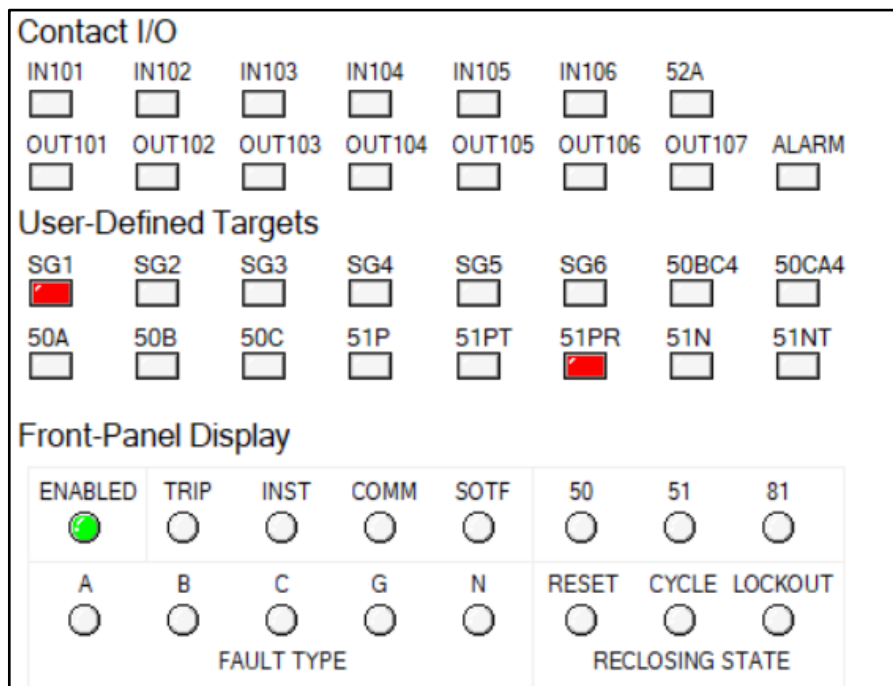 Contact I/O
IN101 IN102 IN103 IN104 IN105 IN106 52A
OUT101 OUT102 OUT103 OUT104 OUT105 OUT106 OUT107 ALARM
User-Defined Targets
SG1 SG2 SG3 SG4 SG5 SG6 50BC4 50CA4
50A 50B 50C 51P 51PT 51PR 51N 51NT
Front-Panel Display
ENABLED TRIP INST COMM SOTF 50 51 81
A B C G N RESET CYCLE LOCKOUT
FAULT TYPE RECLOSING STATE